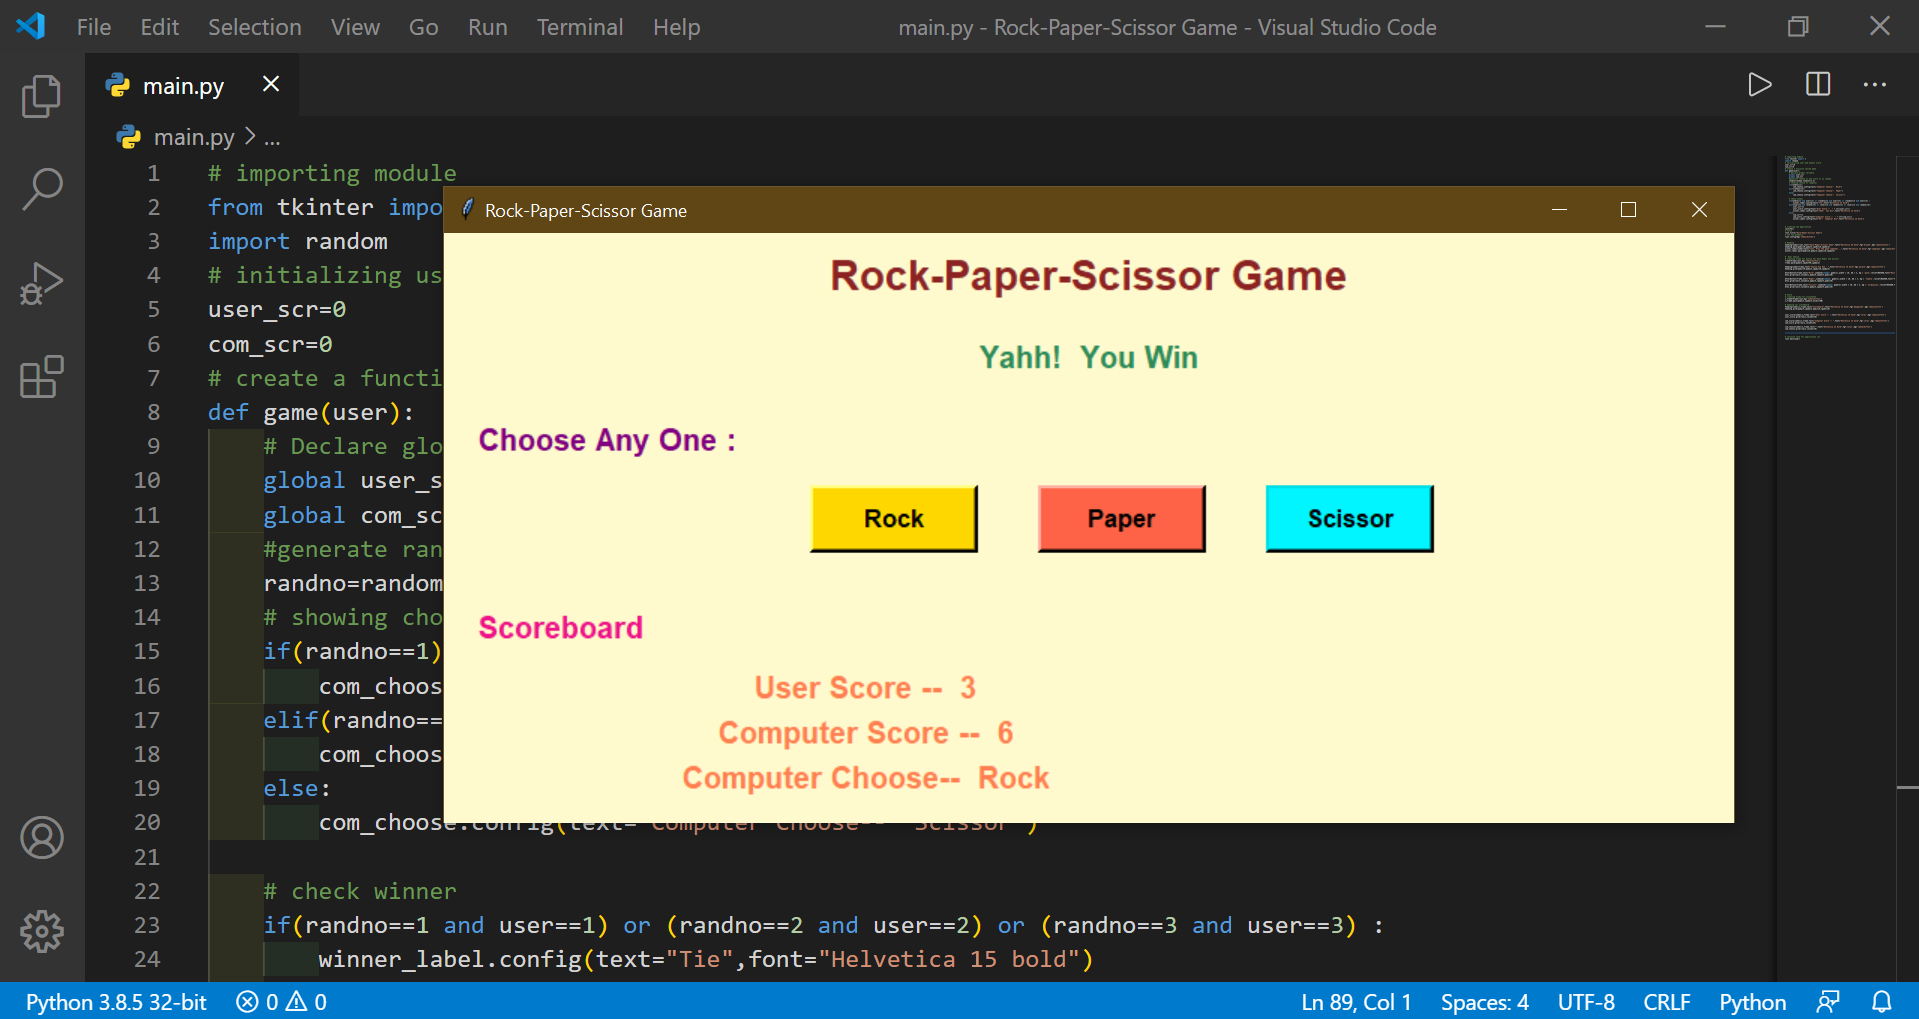 File Edit Selection View Go Run Terminal Help main.py - Rock-Paper-Scissor Game - Visual Studio Code
main.py
main.py > ...
1 # importing module
2 from tkinter impo
3 import random
4 # initializing us
5 user_scr=0
6 com_scr=0
7 # create a functi
8 def game(user):
9 # Declare glo
10 global user_s
11 global com_sc
12 #generate ran
13 randno=random
14 # showing cho
15 if(randno==1)
16 com_choos
17 elif(randno==
18 com_choos
19 else:
20 com_choose.config(text="Computer Choose-- Scissor")
21
22 # check winner
23 if(randno==1 and user==1) or (randno==2 and user==2) or (randno==3 and user==3) :
24 winner_label.config(text="Tie",font="Helvetica 15 bold")
Rock-Paper-Scissor Game
Rock-Paper-Scissor Game
Yahh!  You Win
Choose Any One :
Rock Paper Scissor
Scoreboard
User Score --  3
Computer Score --  6
Computer Choose--  Rock
Python 3.8.5 32-bit 0 0 Ln 89, Col 1 Spaces: 4 UTF-8 CRLF Python